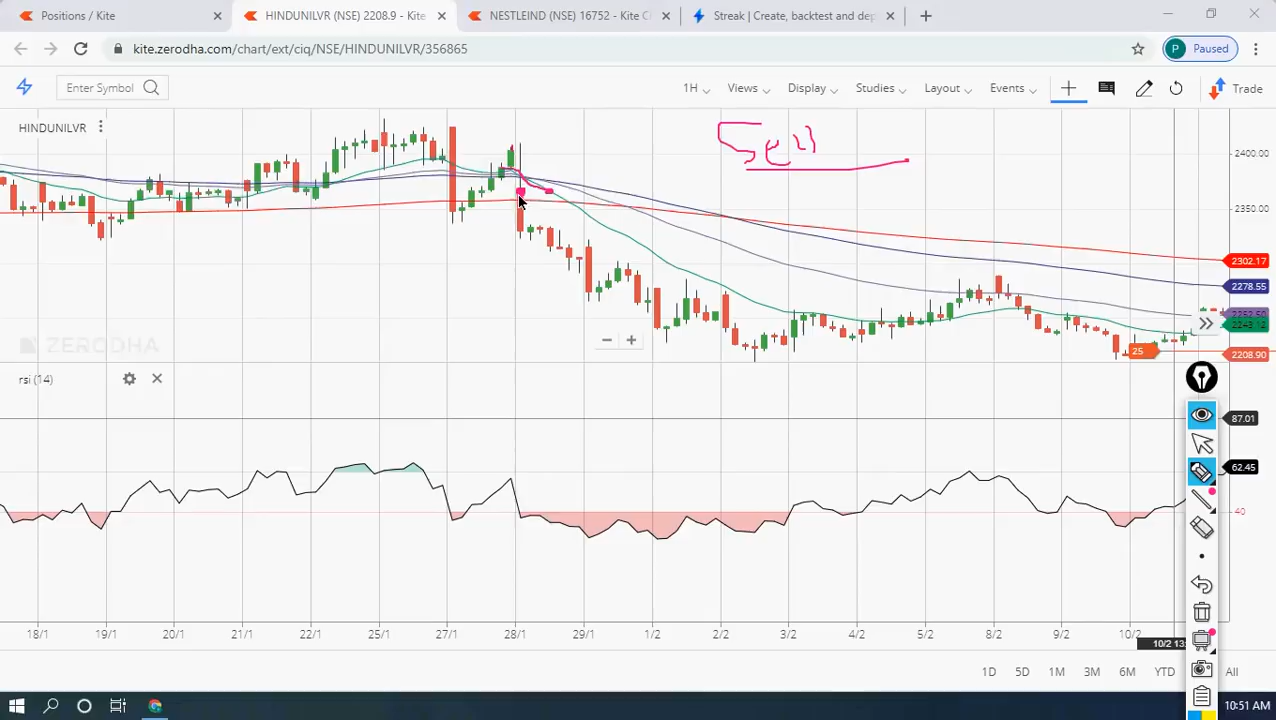 Positions / Kite
HINDUNILVR (NSE) 2208.9 - Kite
NESTLEIND (NSE) 16752 - Kite C
Streak | Create, backtest and dep
kite.zerodha.com/chart/ext/ciq/NSE/HINDUNILVR/356865
P Paused
Enter Symbol
1H Views Display Studies Layout Events Trade
HINDUNILVR
Sell
2400.00
2350.00
2302.17
2278.55
2243.12
25
2208.90
ZERODHA
rsi (14)
87.01
62.45
40
18/1 19/1 20/1 21/1 22/1 25/1 27/1 28/1 29/1 1/2 2/2 3/2 4/2 5/2 8/2 9/2 10/2
10/2 13:
1D 5D 1M 3M 6M YTD All
10:51 AM